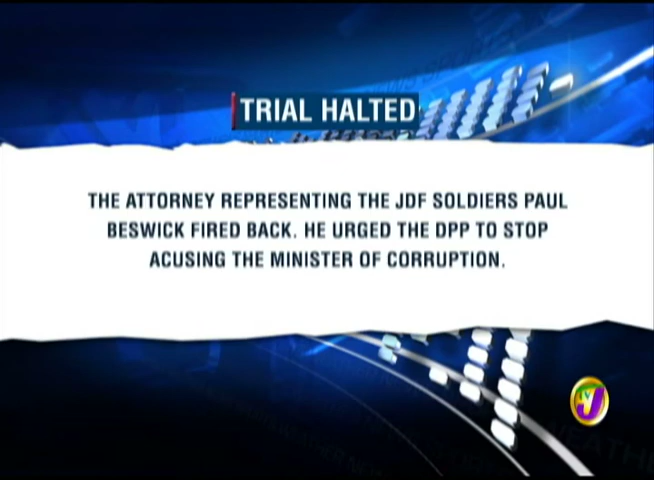 TRIAL HALTED
THE ATTORNEY REPRESENTING THE JDF SOLDIERS PAUL
BESWICK FIRED BACK. HE URGED THE DPP TO STOP
ACUSING THE MINISTER OF CORRUPTION.